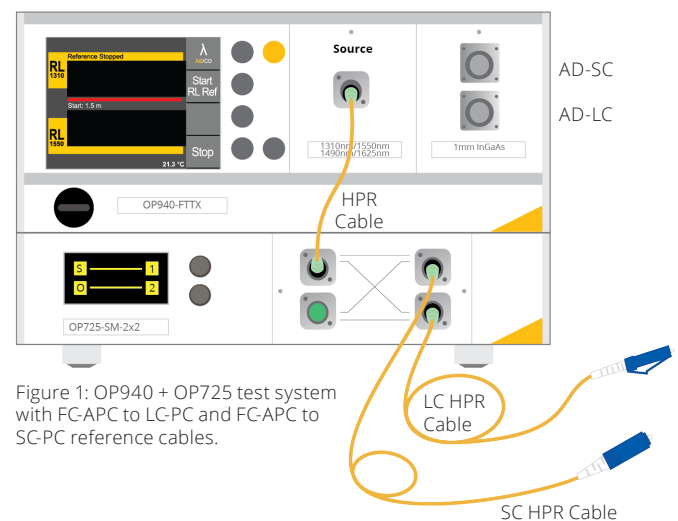 Reference Stopped
RL
1310
Start: 1.5 m
RL
1550
21.3 °C
λ
AB/CD
Start
RL Ref
Stop
Source
1310nm/1550nm
1490nm/1625nm
1mm InGaAs
AD-SC
AD-LC
OP940-FTTX
HPR
Cable
S 1
O 2
OP725-SM-2x2
Figure 1: OP940 + OP725 test system
with FC-APC to LC-PC and FC-APC to
SC-PC reference cables.
LC HPR
Cable
SC HPR Cable